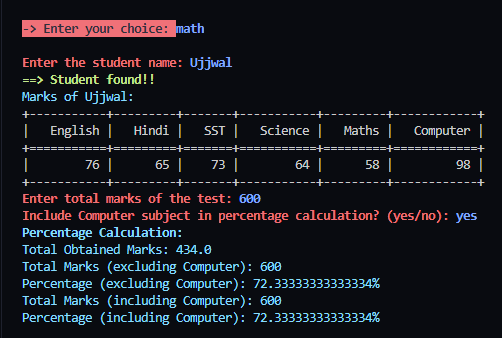 -> Enter your choice: math
Enter the student name: Ujjwal
==> Student found!!
Marks of Ujjwal:
+-----------+---------+-------+-----------+---------+------------+
|   English |   Hindi |   SST |   Science |   Maths |   Computer |
+===========+=========+=======+===========+=========+============+
|        76 |      65 |    73 |        64 |      58 |         98 |
+-----------+---------+-------+-----------+---------+------------+
Enter total marks of the test: 600
Include Computer subject in percentage calculation? (yes/no): yes
Percentage Calculation:
Total Obtained Marks: 434.0
Total Marks (excluding Computer): 600
Percentage (excluding Computer): 72.33333333333334%
Total Marks (including Computer): 600
Percentage (including Computer): 72.33333333333334%